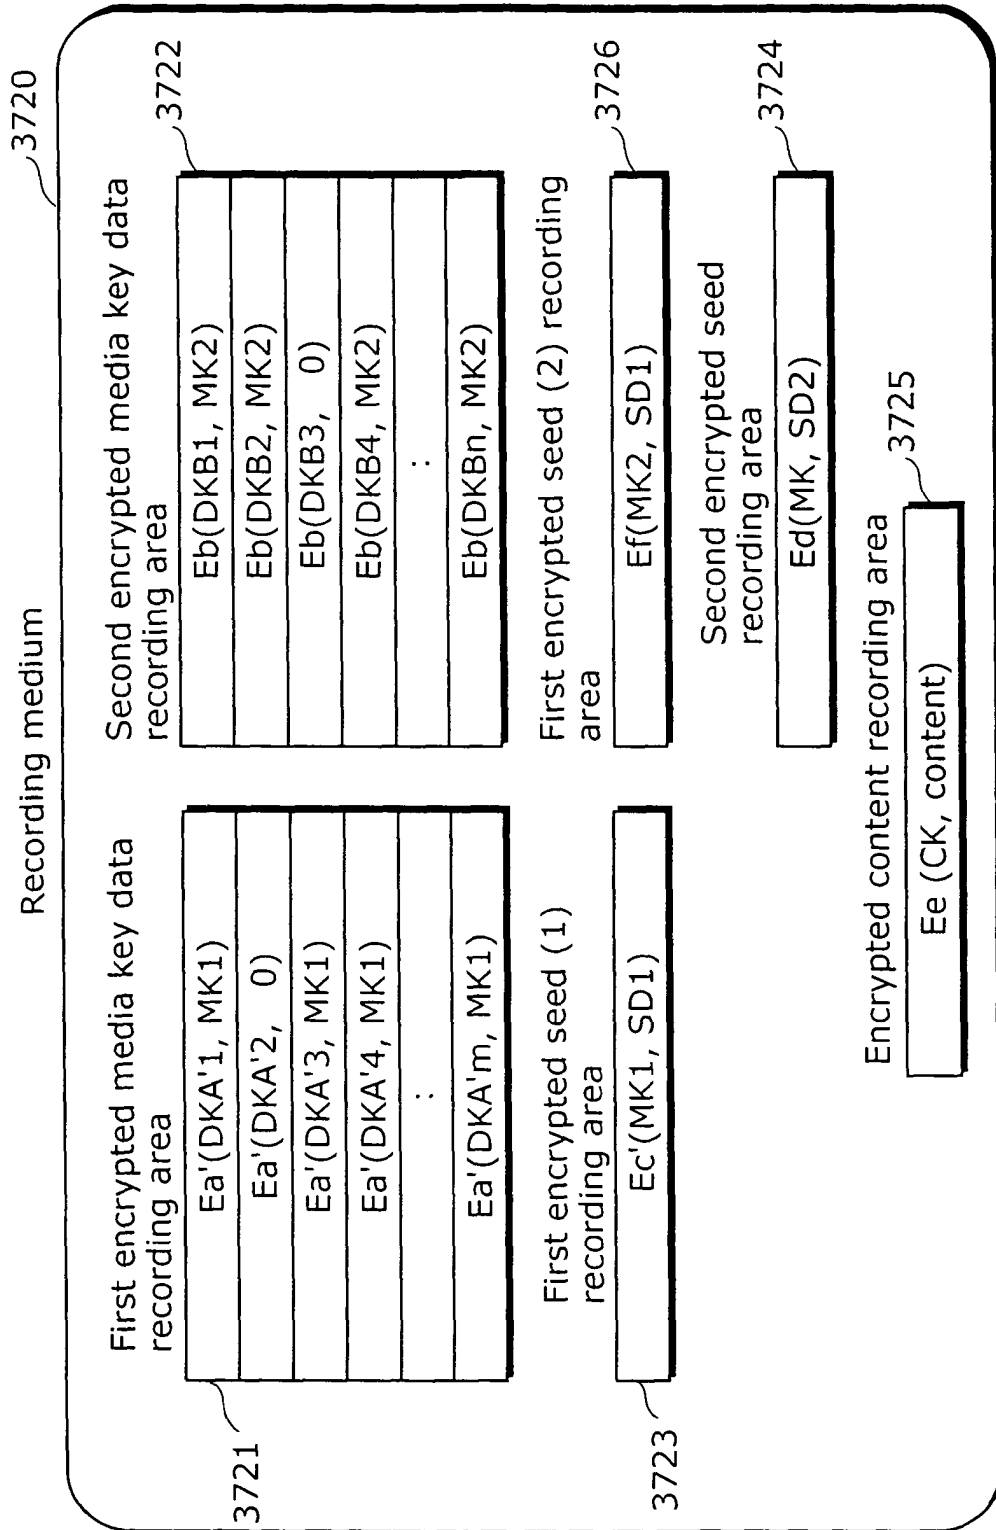 Recording medium
3720
First encrypted media key data
recording area
3721
Ea'(DKA'1, MK1)
Ea'(DKA'2, 0)
Ea'(DKA'3, MK1)
Ea'(DKA'4, MK1)
:
Ea'(DKA'm, MK1)
Second encrypted media key data
recording area
3722
Eb(DKB1, MK2)
Eb(DKB2, MK2)
Eb(DKB3, 0)
Eb(DKB4, MK2)
:
Eb(DKBn, MK2)
First encrypted seed (1)
recording area
3723
Ec'(MK1, SD1)
First encrypted seed (2) recording
area
3726
Ef(MK2, SD1)
Second encrypted seed
recording area
3724
Ed(MK, SD2)
Encrypted content recording area
3725
Ee (CK, content)